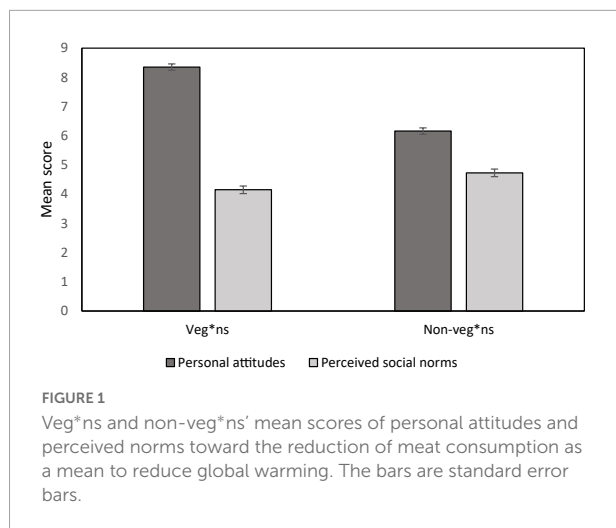 9
8
7
6
5
4
3
2
1
0
Mean score
Veg*ns Non-veg*ns
Personal attitudes Perceived social norms
FIGURE 1
Veg*ns and non-veg*ns’ mean scores of personal attitudes and
perceived norms toward the reduction of meat consumption as
a mean to reduce global warming. The bars are standard error
bars.